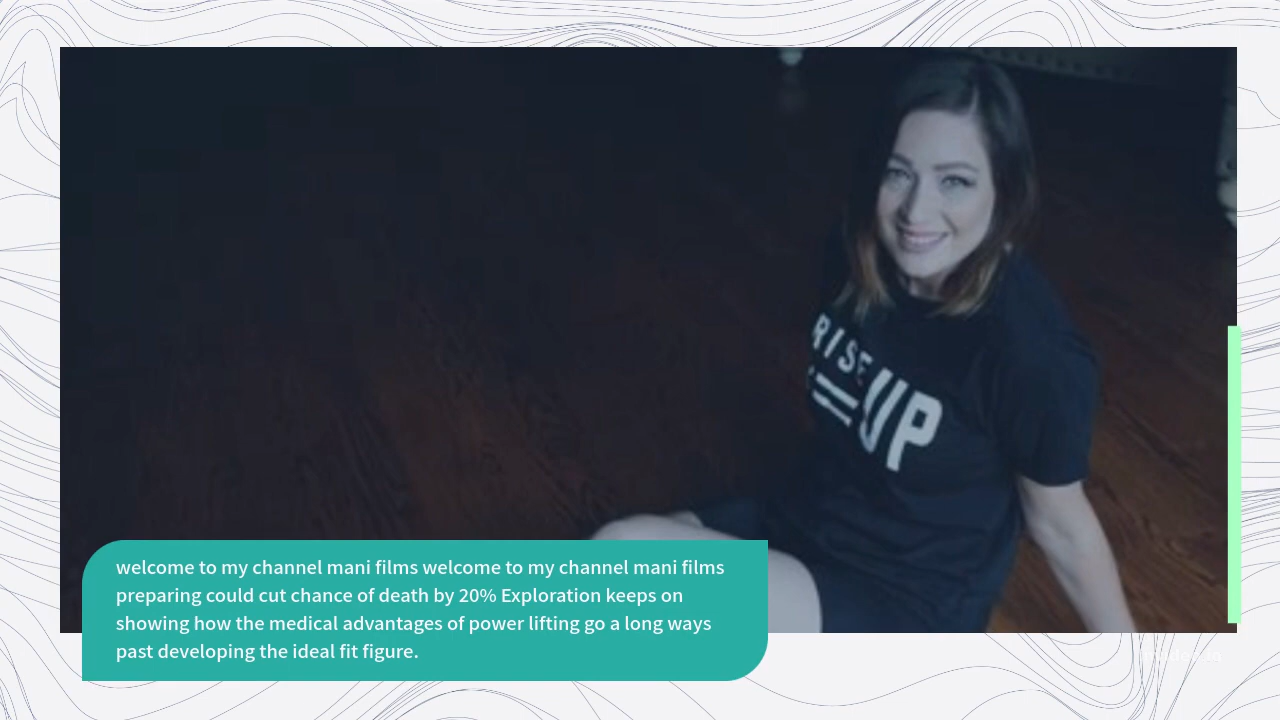 RISE
UP
welcome to my channel mani films welcome to my channel mani films
preparing could cut chance of death by 20% Exploration keeps on
showing how the medical advantages of power lifting go a long ways
past developing the ideal fit figure.